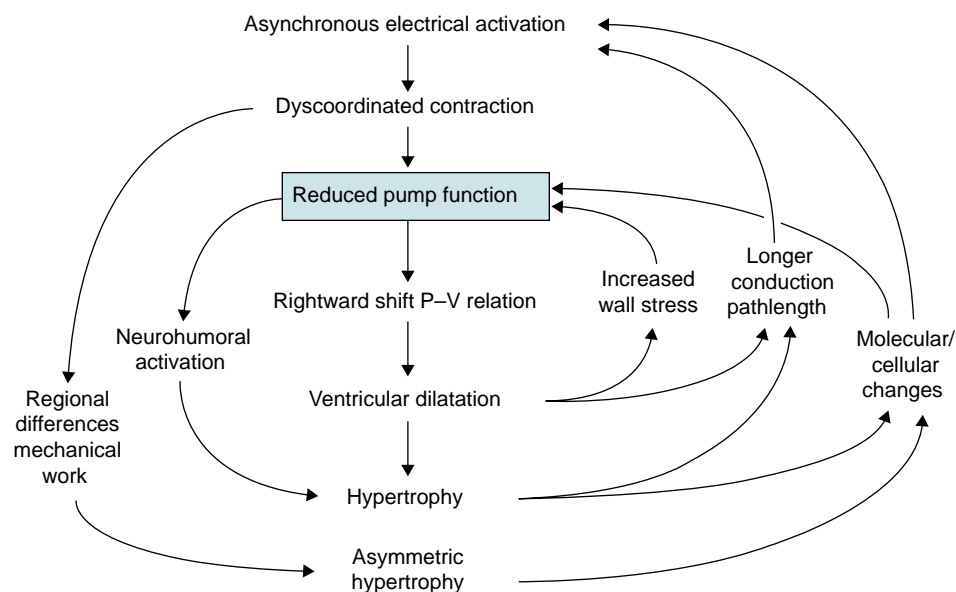 Asynchronous electrical activation
Dyscoordinated contraction
Reduced pump function
Rightward shift P–V relation
Increased
wall stress
Longer
conduction
pathlength
Neurohumoral
activation
Molecular/
cellular
changes
Ventricular dilatation
Regional
differences
mechanical
work
Hypertrophy
Asymmetric
hypertrophy